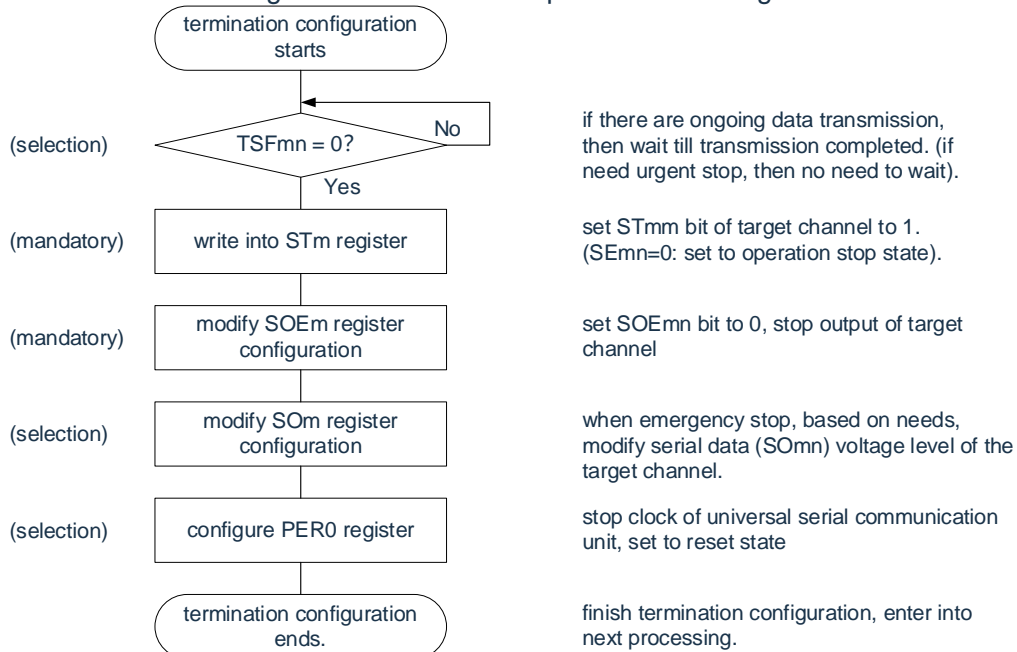 termination configuration
starts
No
(selection)
TSFmn = 0?
if there are ongoing data transmission,
then wait till transmission completed. (if
need urgent stop, then no need to wait).
Yes
(mandatory)
write into STm register
set STmm bit of target channel to 1.
(SEmn=0: set to operation stop state).
(mandatory)
modify SOEm register
configuration
set SOEmn bit to 0, stop output of target
channel
(selection)
modify SOm register
configuration
when emergency stop, based on needs,
modify serial data (SOmn) voltage level of the
target channel.
(selection)
configure PER0 register
stop clock of universal serial communication
unit, set to reset state
termination configuration
ends.
finish termination configuration, enter into
next processing.